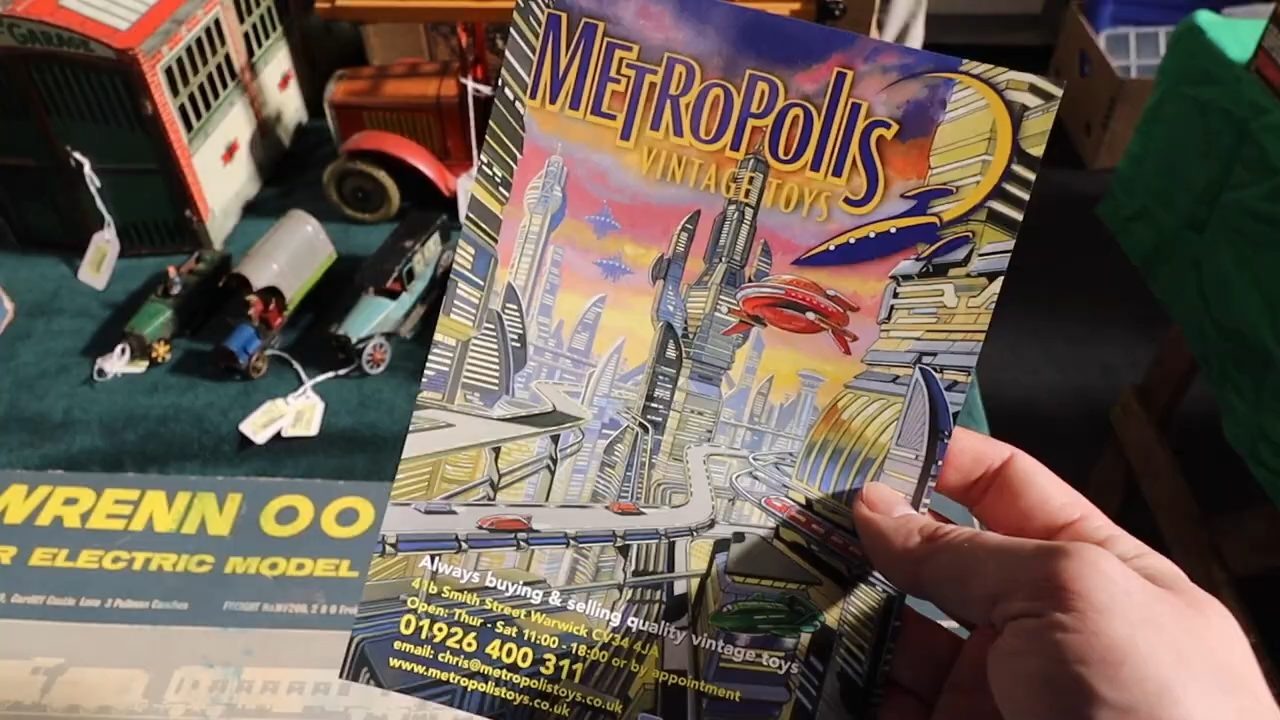 GARAGE
METROPOLIS
VINTAGE TOYS
WRENN OO
R ELECTRIC MODEL
Always buying & selling quality vintage toys
41b Smith Street Warwick CV34 4JA
Open: Thur - Sat 11:00 - 18:00 or by appointment
01926 400 311
email: chris@metropolistoys.co.uk
www.metropolistoys.co.uk